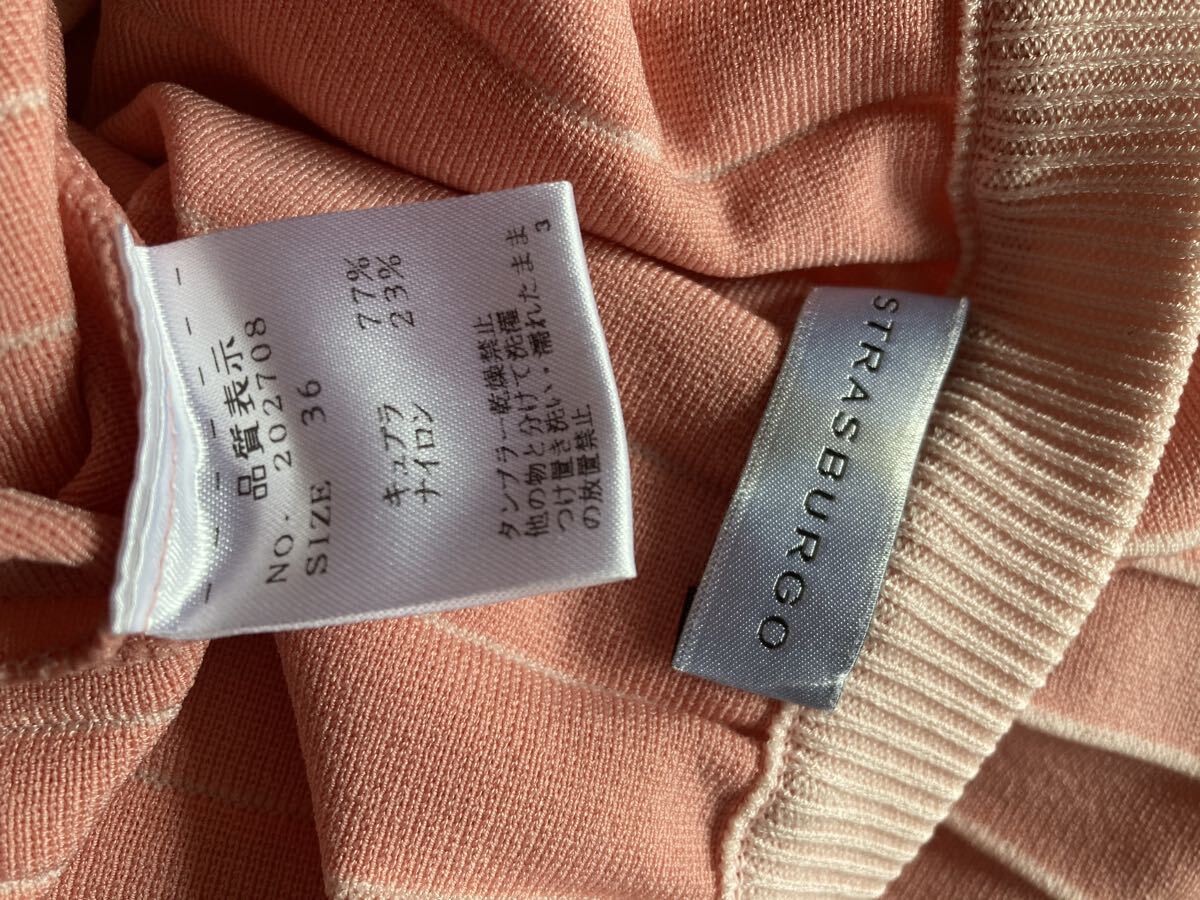 品質表示
NO. 202708
SIZE 36
キュプラ 77%
ナイロン 23%
タンブラー乾燥禁止
他の物と分けて洗濯
つけ置き洗い・濡れたまま
の放置禁止
3
STRASBURGO